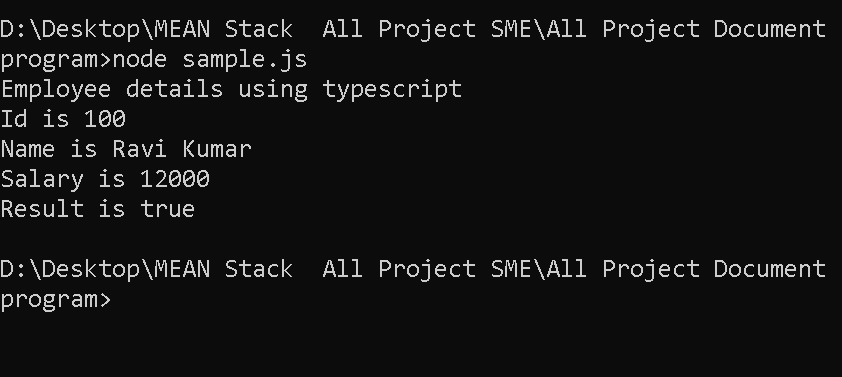 D:\Desktop\MEAN Stack  All Project SME\All Project Document
program>node sample.js
Employee details using typescript
Id is 100
Name is Ravi Kumar
Salary is 12000
Result is true
D:\Desktop\MEAN Stack  All Project SME\All Project Document
program>